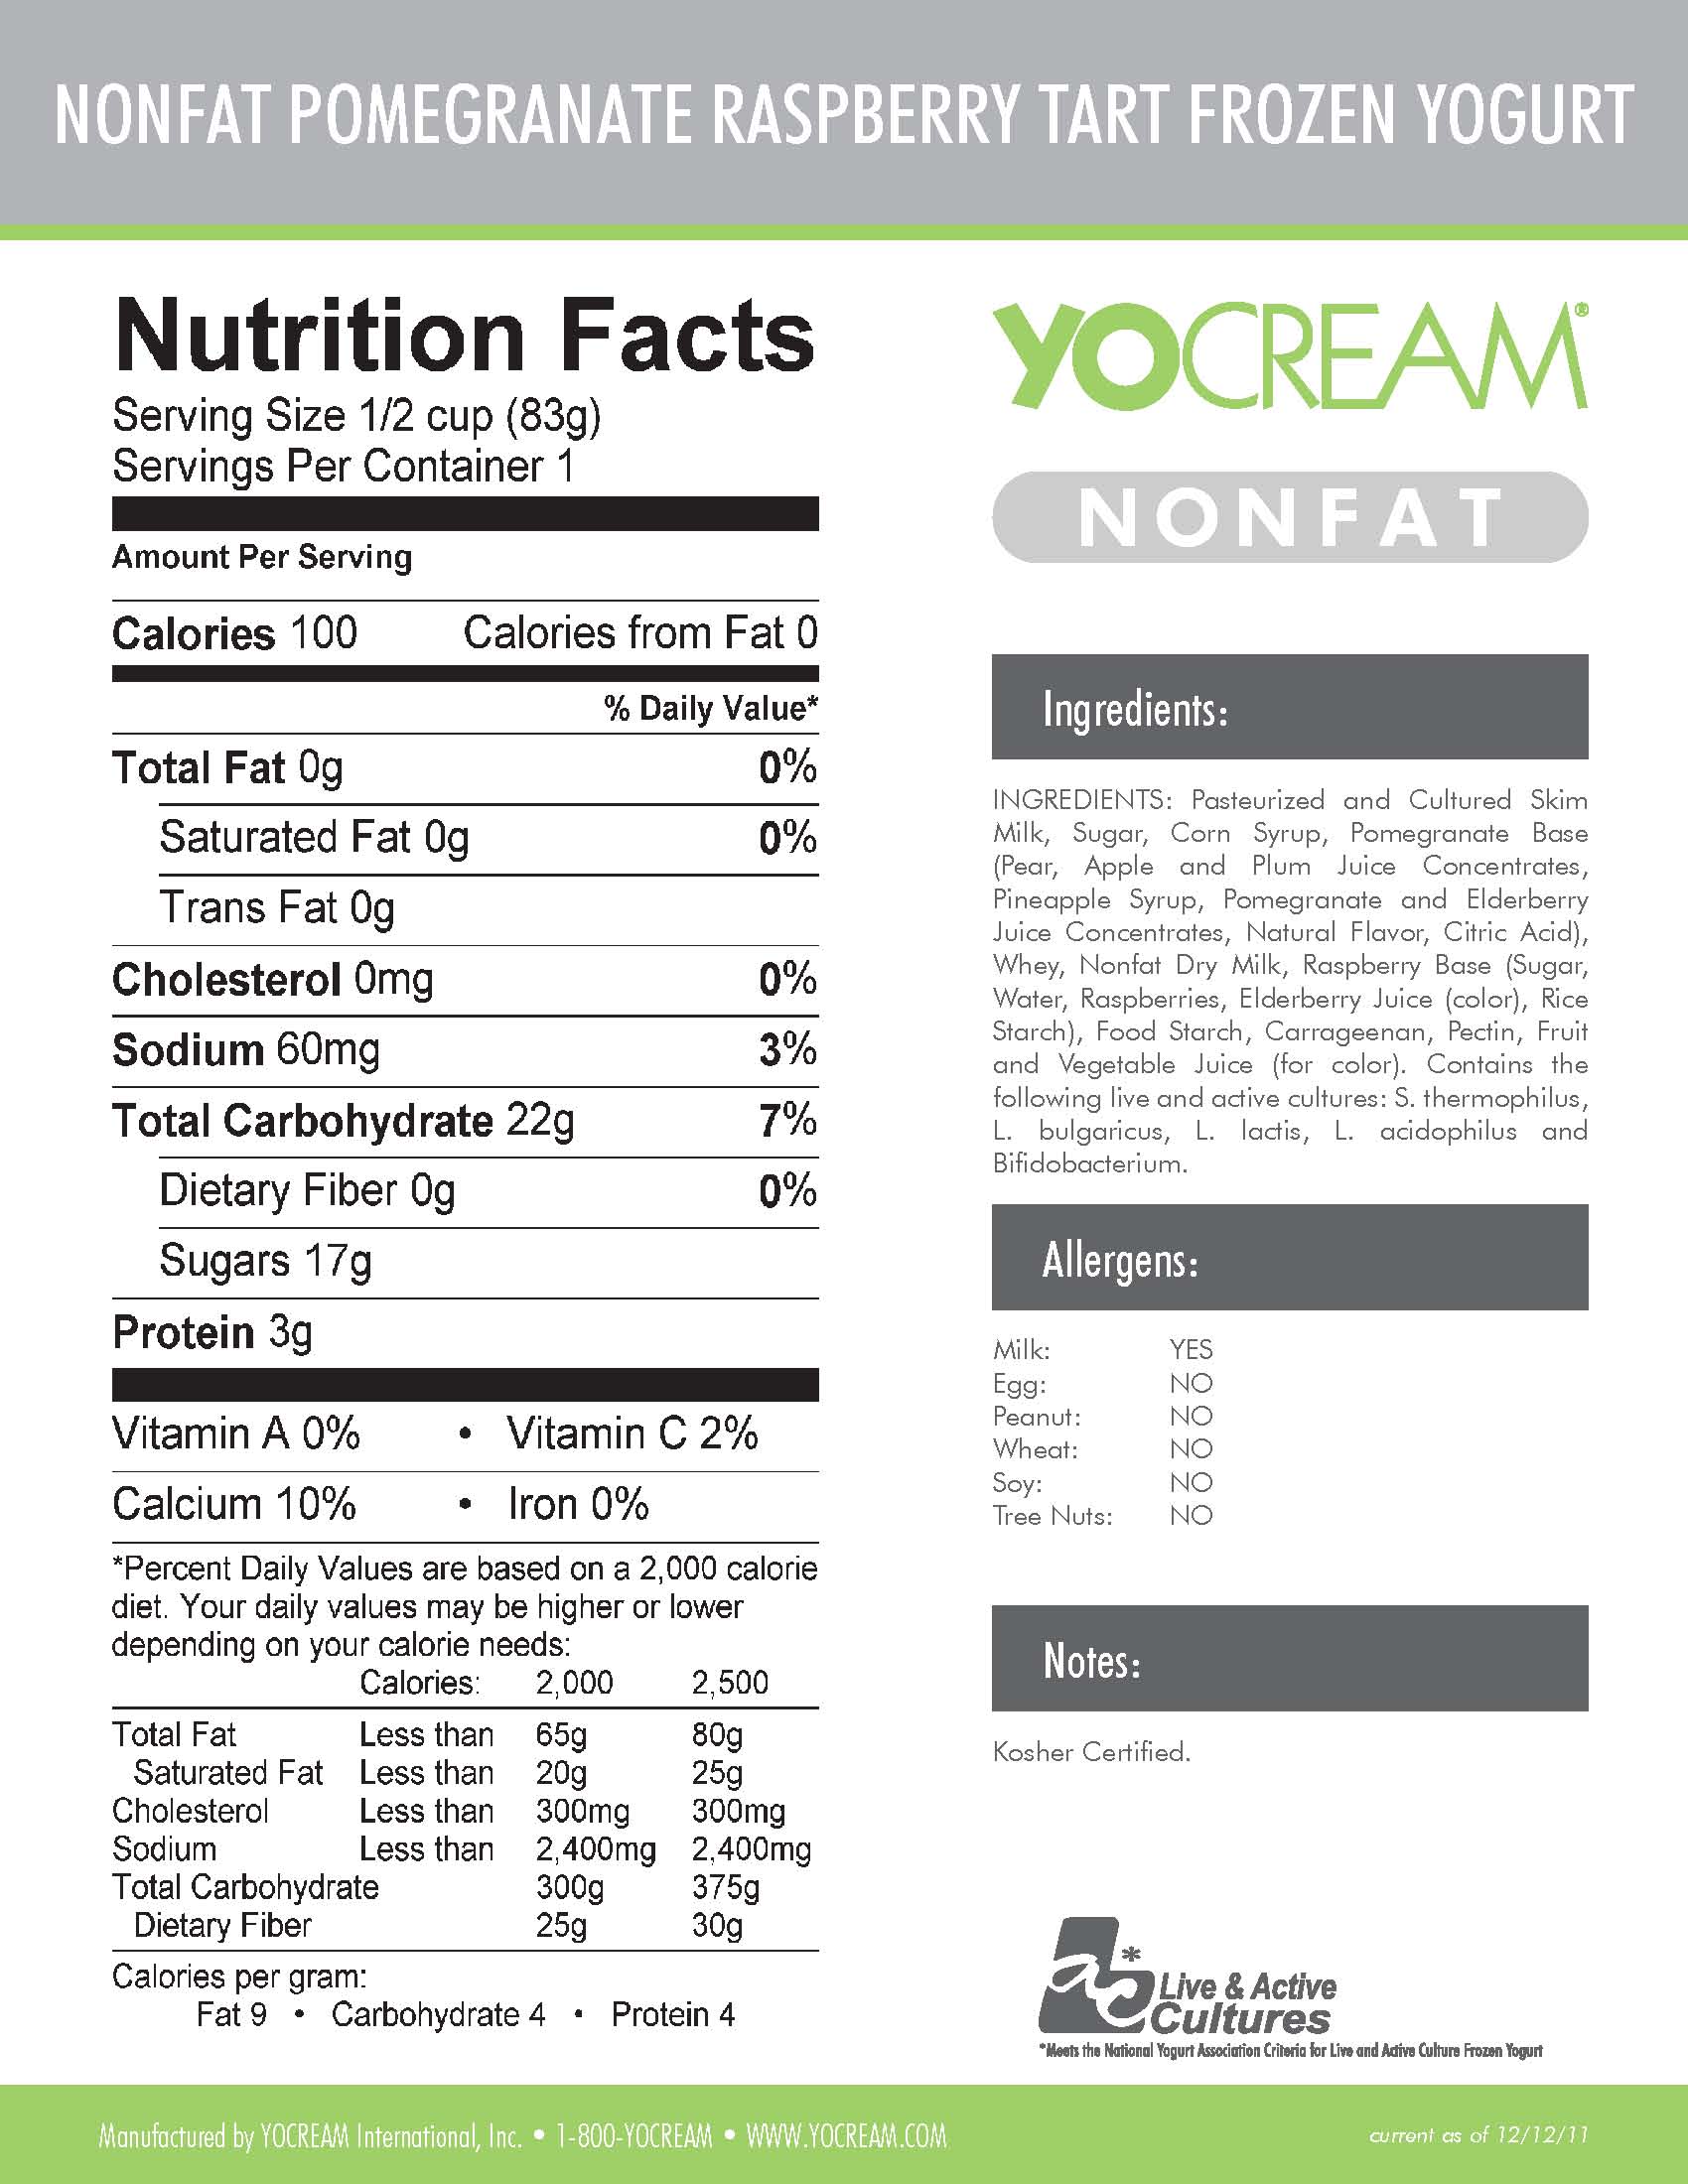 NONFAT POMEGRANATE RASPBERRY TART FROZEN YOGURT
Nutrition Facts
Serving Size 1/2 cup (83g)
Servings Per Container 1
Amount Per Serving
Calories 100 Calories from Fat 0
% Daily Value*
Total Fat 0g 0%
Saturated Fat 0g 0%
Trans Fat 0g
Cholesterol 0mg 0%
Sodium 60mg 3%
Total Carbohydrate 22g 7%
Dietary Fiber 0g 0%
Sugars 17g
Protein 3g
Vitamin A 0% • Vitamin C 2%
Calcium 10% • Iron 0%
*Percent Daily Values are based on a 2,000 calorie
diet. Your daily values may be higher or lower
depending on your calorie needs:
Calories: 2,000 2,500
Total Fat Less than 65g 80g
Saturated Fat Less than 20g 25g
Cholesterol Less than 300mg 300mg
Sodium Less than 2,400mg 2,400mg
Total Carbohydrate 300g 375g
Dietary Fiber 25g 30g
Calories per gram:
Fat 9 • Carbohydrate 4 • Protein 4
YOCREAM®
NONFAT
Ingredients:
INGREDIENTS: Pasteurized and Cultured Skim
Milk, Sugar, Corn Syrup, Pomegranate Base
(Pear, Apple and Plum Juice Concentrates,
Pineapple Syrup, Pomegranate and Elderberry
Juice Concentrates, Natural Flavor, Citric Acid),
Whey, Nonfat Dry Milk, Raspberry Base (Sugar,
Water, Raspberries, Elderberry Juice (color), Rice
Starch), Food Starch, Carrageenan, Pectin, Fruit
and Vegetable Juice (for color). Contains the
following live and active cultures: S. thermophilus,
L. bulgaricus, L. lactis, L. acidophilus and
Bifidobacterium.
Allergens:
Milk: YES
Egg: NO
Peanut: NO
Wheat: NO
Soy: NO
Tree Nuts: NO
Notes:
Kosher Certified.
ac*
Live & Active
Cultures
*Meets the National Yogurt Association Criteria for Live and Active Culture Frozen Yogurt
Manufactured by YOCREAM International, Inc. • 1-800-YOCREAM • WWW.YOCREAM.COM
current as of 12/12/11